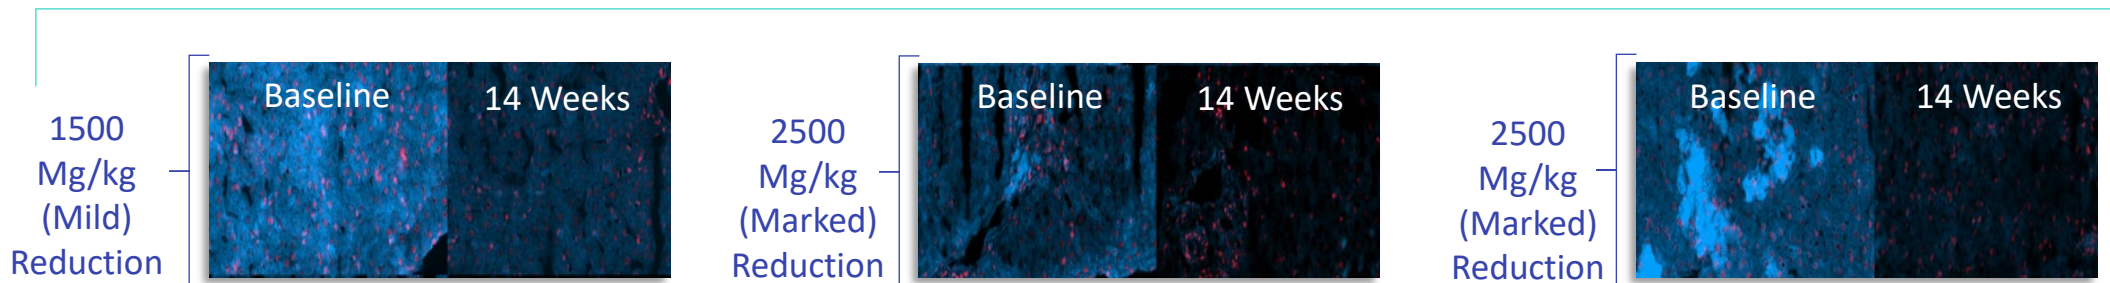 1500
Mg/kg
(Mild)
Reduction
Baseline
14 Weeks
2500
Mg/kg
(Marked)
Reduction
Baseline
14 Weeks
2500
Mg/kg
(Marked)
Reduction
Baseline
14 Weeks